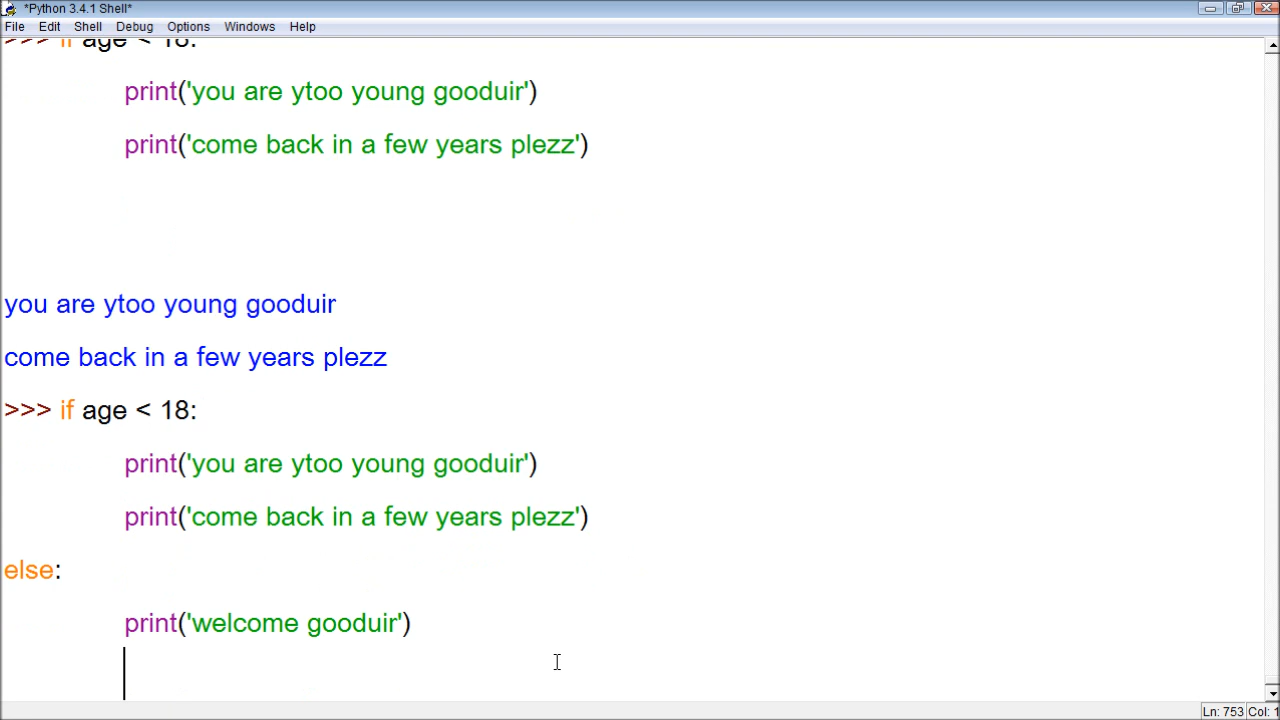 *Python 3.4.1 Shell*
File Edit Shell Debug Options Windows Help
>>> if age < 18:
print('you are ytoo young gooduir')
print('come back in a few years plezz')
you are ytoo young gooduir
come back in a few years plezz
>>> if age < 18:
print('you are ytoo young gooduir')
print('come back in a few years plezz')
else:
print('welcome gooduir')
Ln: 753 Col: 1